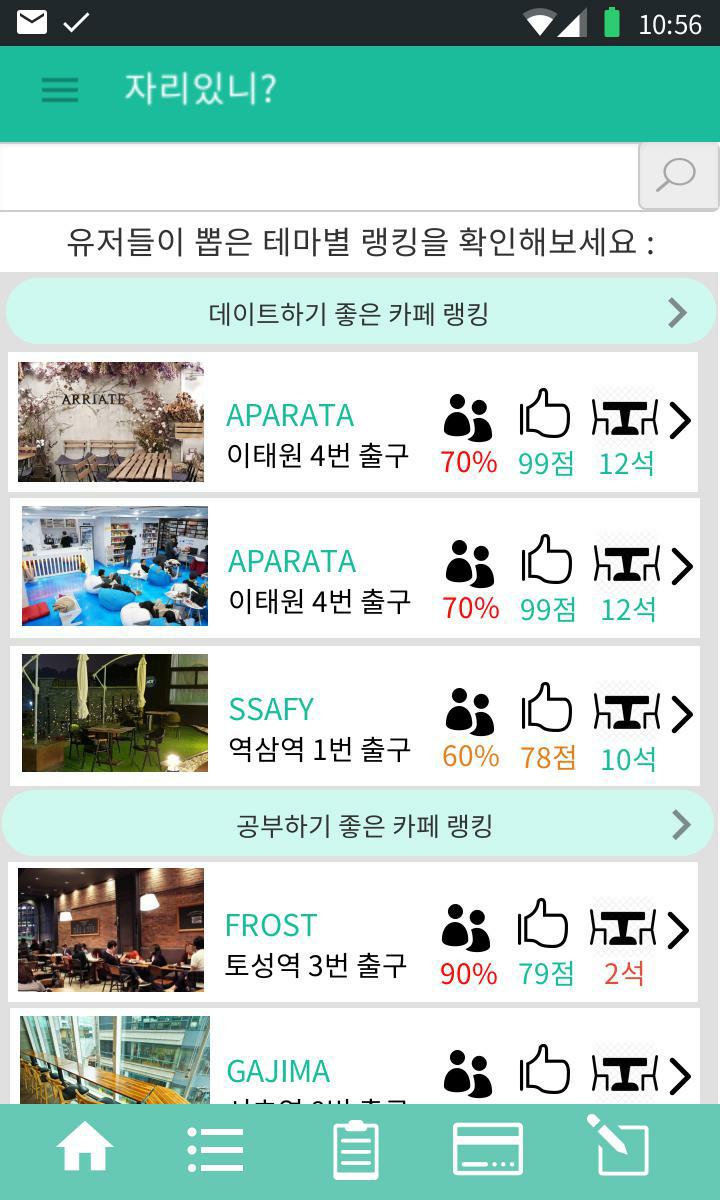 10:56
자리있니?
유저들이 뽑은 테마별 랭킹을 확인해보세요 :
데이트하기 좋은 카페 랭킹
ARRIATE
APARATA
이태원 4번 출구
70% 99점 12석
APARATA
이태원 4번 출구
70% 99점 12석
SSAFY
역삼역 1번 출구
60% 78점 10석
공부하기 좋은 카페 랭킹
FROST
토성역 3번 출구
90% 79점 2석
GAJIMA